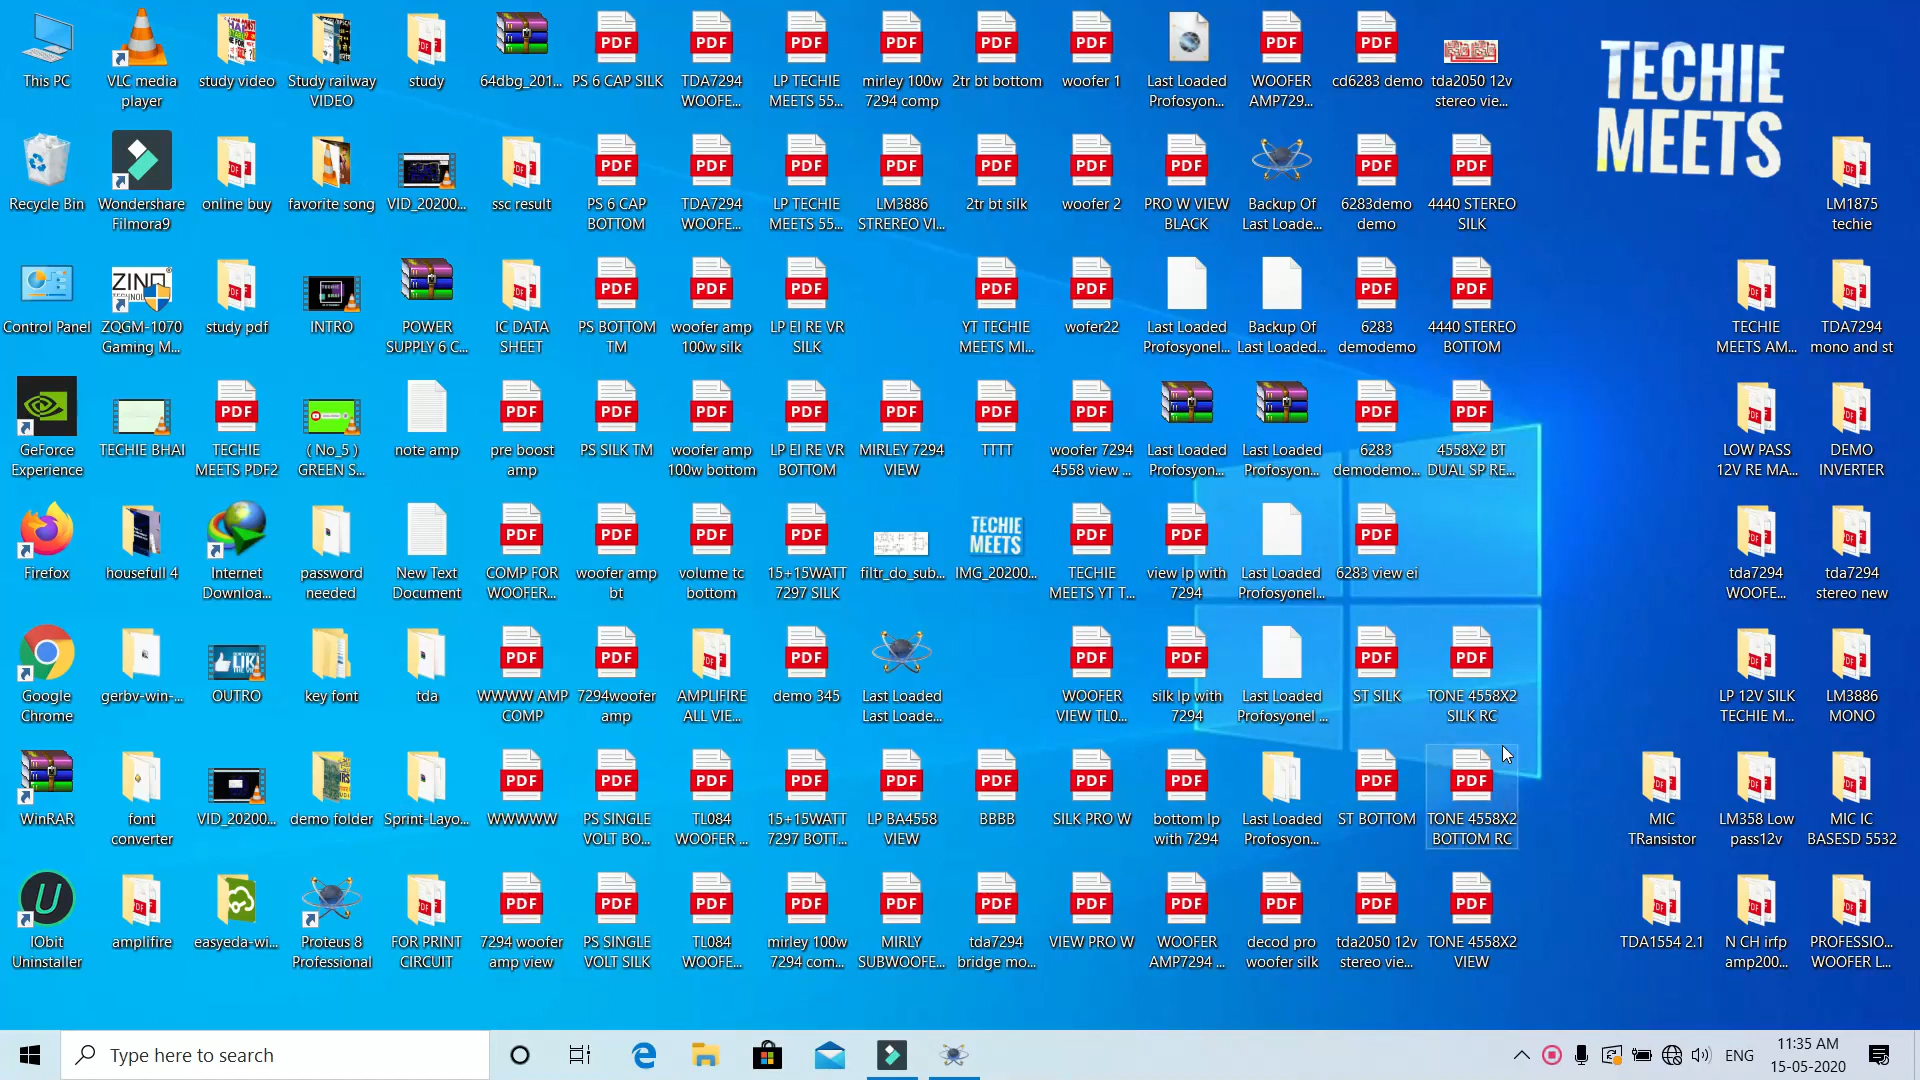 This PC
VLC media
player
study video
Study railway
VIDEO
study
64dbg_201...
PS 6 CAP SILK
TDA7294
WOOFE...
LP TECHIE
MEETS 55...
mirley 100w
7294 comp
2tr bt bottom
woofer 1
Last Loaded
Profosyon...
WOOFER
AMP729...
cd6283 demo
tda2050 12v
stereo vie...
TECHIE
MEETS
Recycle Bin
Wondershare
Filmora9
online buy
favorite song
VID_20200...
ssc result
PS 6 CAP
BOTTOM
TDA7294
WOOFE...
LP TECHIE
MEETS 55...
LM3886
STREREO VI...
2tr bt silk
woofer 2
PRO W VIEW
BLACK
Backup Of
Last Loade...
6283demo
demo
4440 STEREO
SILK
LM1875
techie
Control Panel
ZQGM-1070
Gaming M...
study pdf
INTRO
POWER
SUPPLY 6 C...
IC DATA
SHEET
PS BOTTOM
TM
woofer amp
100w silk
LP EI RE VR
SILK
YT TECHIE
MEETS MI...
wofer22
Last Loaded
Profosyonel...
Backup Of
Last Loaded...
6283
demodemo
4440 STEREO
BOTTOM
TECHIE
MEETS AM...
TDA7294
mono and st
GeForce
Experience
TECHIE BHAI
TECHIE
MEETS PDF2
( No_5 )
GREEN S...
note amp
pre boost
amp
PS SILK TM
woofer amp
100w bottom
LP EI RE VR
BOTTOM
MIRLEY 7294
VIEW
TTTT
woofer 7294
4558 view ...
Last Loaded
Profosyon...
Last Loaded
Profosyon...
6283
demodemo...
4558X2 BT
DUAL SP RE...
LOW PASS
12V RE MA...
DEMO
INVERTER
Firefox
housefull 4
Internet
Downloa...
password
needed
New Text
Document
COMP FOR
WOOFER...
woofer amp
bt
volume tc
bottom
15+15WATT
7297 SILK
filtr_do_sub...
TECHIE
MEETS
IMG_20200...
TECHIE
MEETS YT T...
view lp with
7294
Last Loaded
Profosyonel...
6283 view ei
tda7294
WOOFE...
tda7294
stereo new
Google
Chrome
gerbv-win-...
OUTRO
key font
tda
WWWW AMP
COMP
7294woofer
amp
AMPLIFIRE
ALL VIE...
demo 345
Last Loaded
Last Loade...
WOOFER
VIEW TL0...
silk lp with
7294
Last Loaded
Profosyonel ...
ST SILK
TONE 4558X2
SILK RC
LP 12V SILK
TECHIE M...
LM3886
MONO
WinRAR
font
converter
VID_20200...
demo folder
Sprint-Layo...
WWWWW
PS SINGLE
VOLT BO...
TL084
WOOFER ...
15+15WATT
7297 BOTT...
LP BA4558
VIEW
BBBB
SILK PRO W
bottom lp
with 7294
Last Loaded
Profosyon...
ST BOTTOM
TONE 4558X2
BOTTOM RC
MIC
TRansistor
LM358 Low
pass12v
MIC IC
BASESD 5532
IObit
Uninstaller
amplifire
easyeda-wi...
Proteus 8
Professional
FOR PRINT
CIRCUIT
7294 woofer
amp view
PS SINGLE
VOLT SILK
TL084
WOOFE...
mirley 100w
7294 com...
MIRLY
SUBWOOFE...
tda7294
bridge mo...
VIEW PRO W
WOOFER
AMP7294 ...
decod pro
woofer silk
tda2050 12v
stereo vie...
TONE 4558X2
VIEW
TDA1554 2.1
N CH irfp
amp200...
PROFESSIO...
WOOFER L...
Type here to search
ENG
11:35 AM
15-05-2020